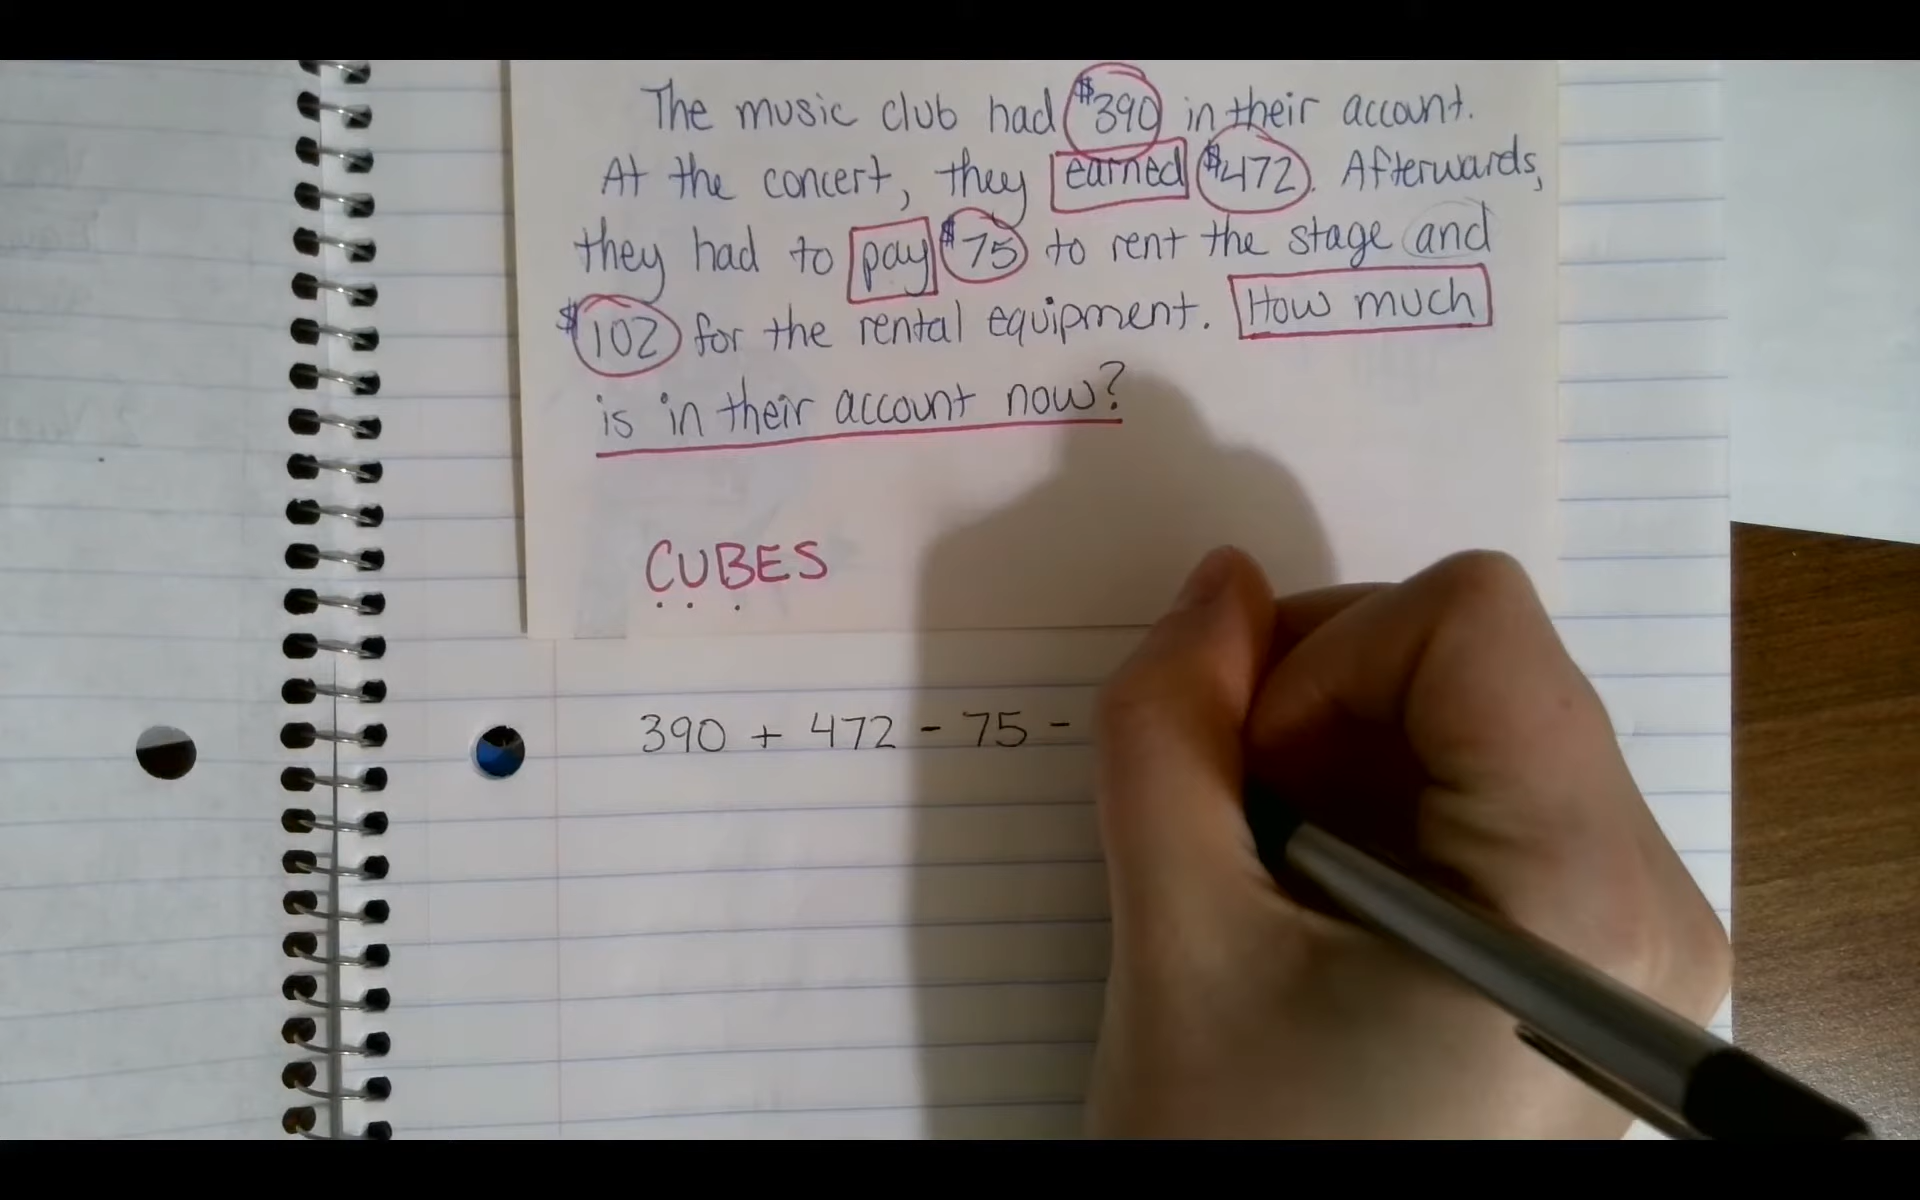 The music club had $390 in their account.
At the concert, they earned $472. Afterwards,
they had to pay $75 to rent the stage and
$102 for the rental equipment. How much
is in their account now?
CUBES
390 + 472 - 75 -